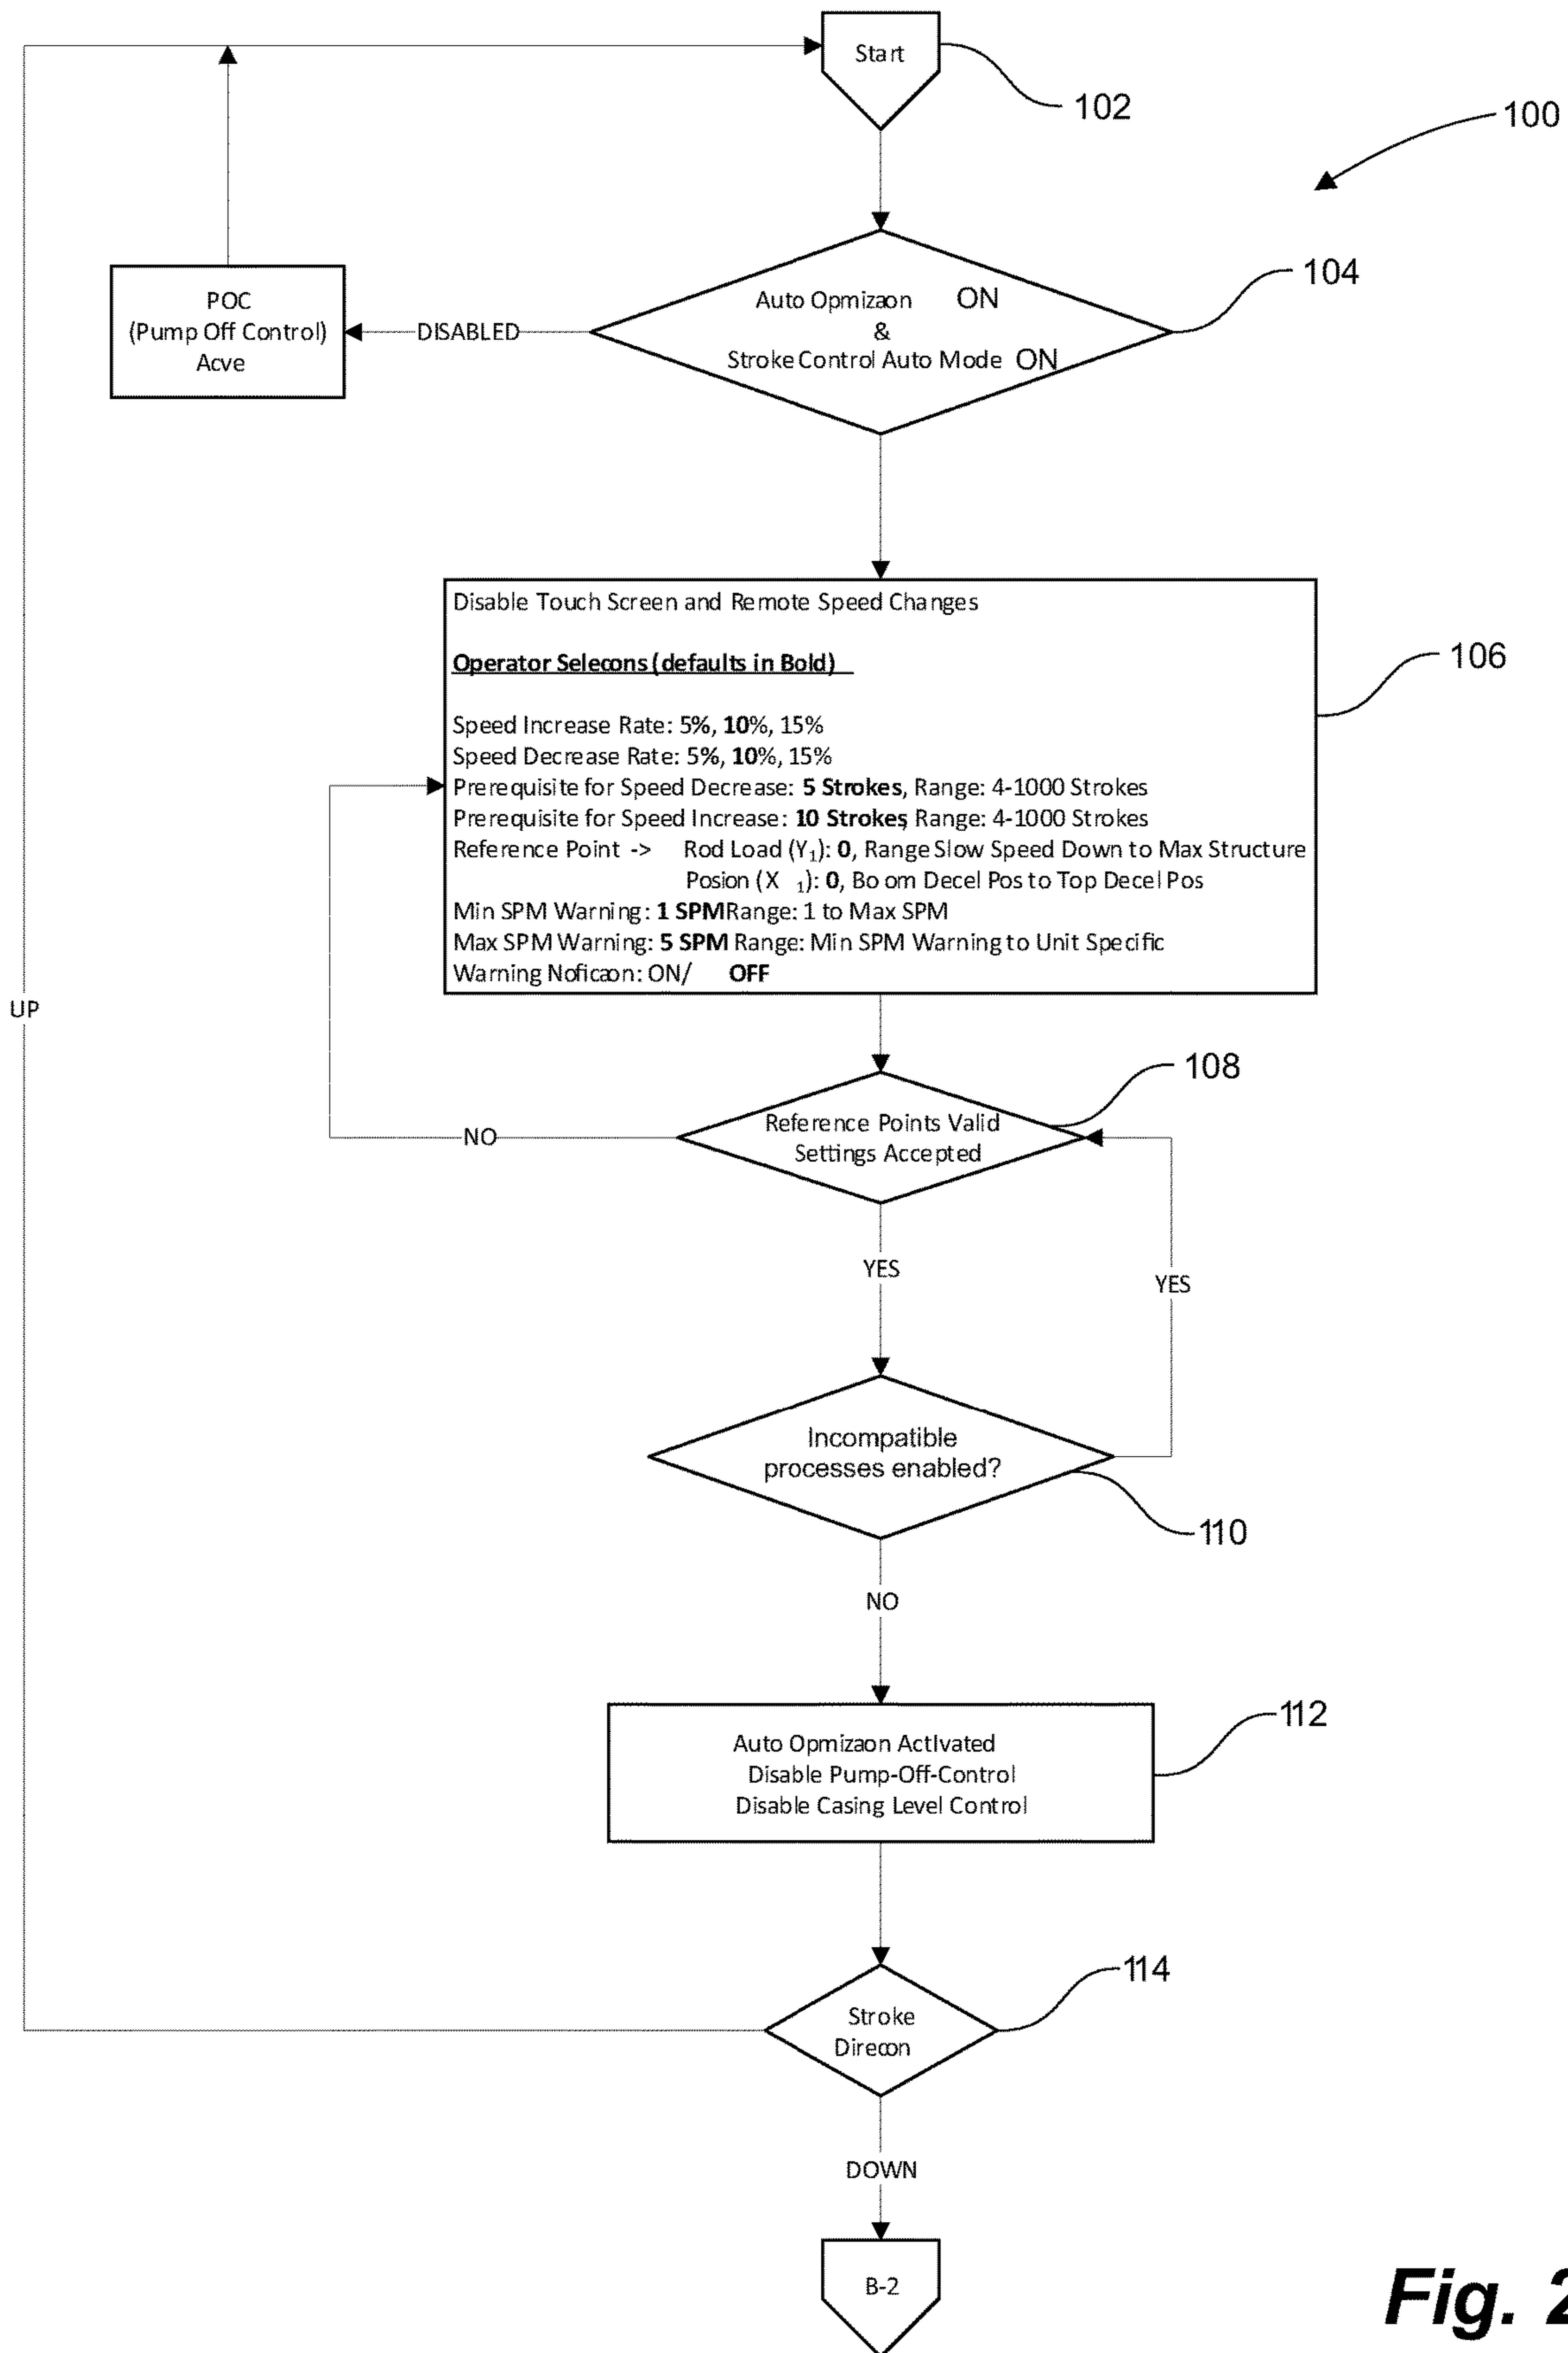 Start
102
100
104
Auto Opmizaon ON
&
Stroke Control Auto Mode ON
DISABLED
POC
(Pump Off Control)
Acve
Disable Touch Screen and Remote Speed Changes
Operator Selecons (defaults in Bold)
Speed Increase Rate: 5%, 10%, 15%
Speed Decrease Rate: 5%, 10%, 15%
Prerequisite for Speed Decrease: 5 Strokes, Range: 4-1000 Strokes
Prerequisite for Speed Increase: 10 Strokes, Range: 4-1000 Strokes
Reference Point -> Rod Load (Y1): 0, Range Slow Speed Down to Max Structure
Posion (X 1): 0, Bo om Decel Pos to Top Decel Pos
Min SPM Warning: 1 SPM Range: 1 to Max SPM
Max SPM Warning: 5 SPM Range: Min SPM Warning to Unit Specific
Warning Noficaon: ON/ OFF
106
UP
108
Reference Points Valid
Settings Accepted
NO
YES
YES
Incompatible
processes enabled?
110
NO
112
Auto Opmizaon ActIvated
Disable Pump-Off-Control
Disable Casing Level Control
114
Stroke
Direcon
DOWN
B-2
Fig. 2